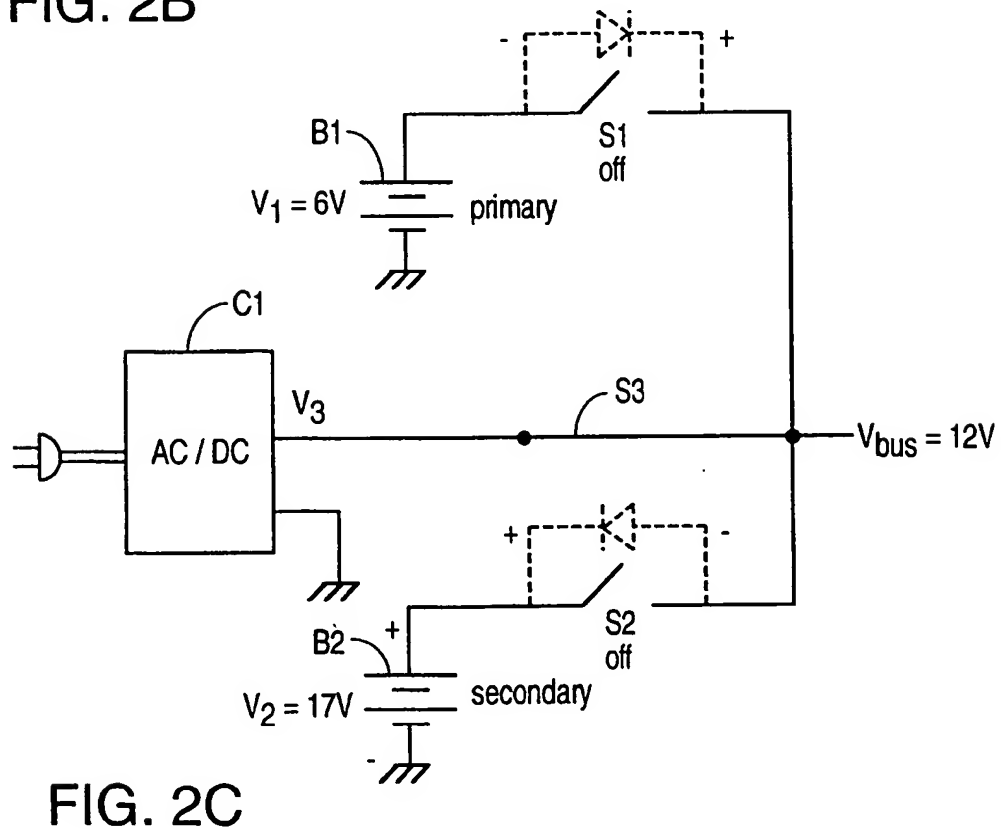 FIG. 2B
-
+
S1
off
B1
V1 = 6V
primary
C1
V3
S3
AC / DC
Vbus = 12V
+
-
S2
off
+
B2
V2 = 17V
secondary
-
FIG. 2C